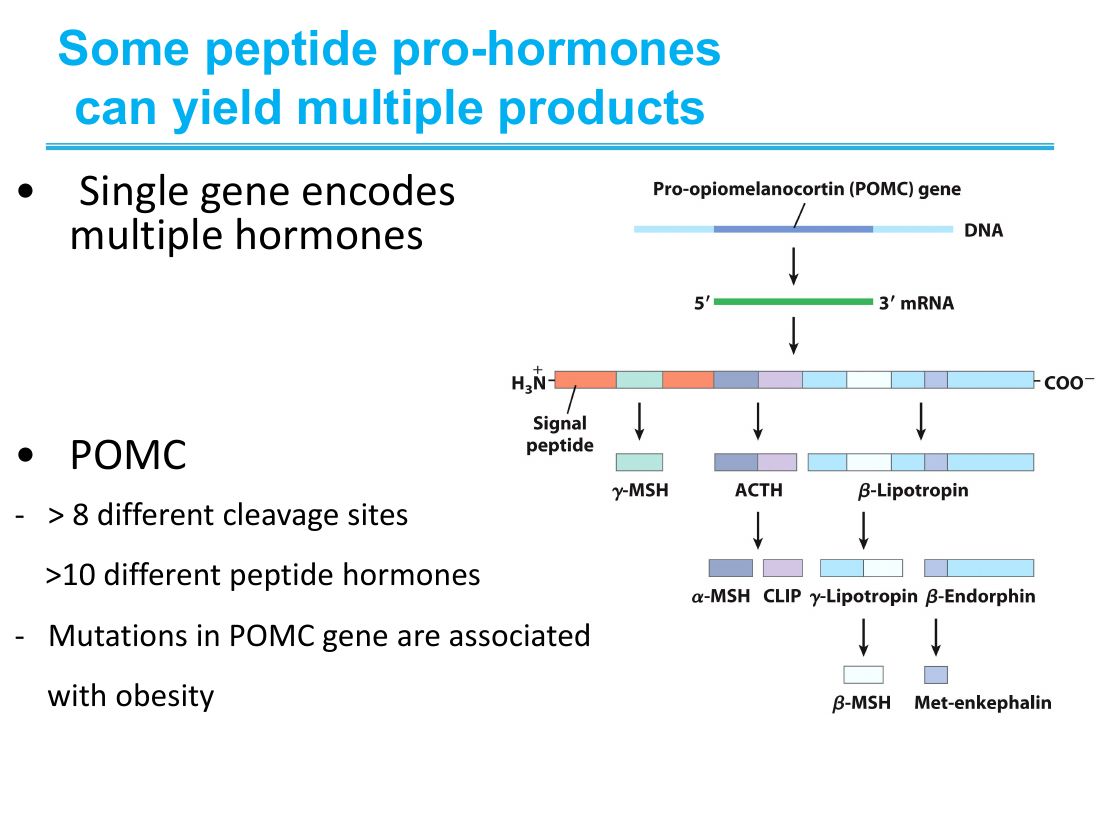 Some peptide pro-hormones
can yield multiple products
• Single gene encodes
multiple hormones
• POMC
- > 8 different cleavage sites
>10 different peptide hormones
- Mutations in POMC gene are associated
with obesity
Pro-opiomelanocortin (POMC) gene
DNA
5′ 3′ mRNA
H₃N⁺ COO⁻
Signal
peptide
γ-MSH ACTH β-Lipotropin
α-MSH CLIP γ-Lipotropin β-Endorphin
β-MSH Met-enkephalin